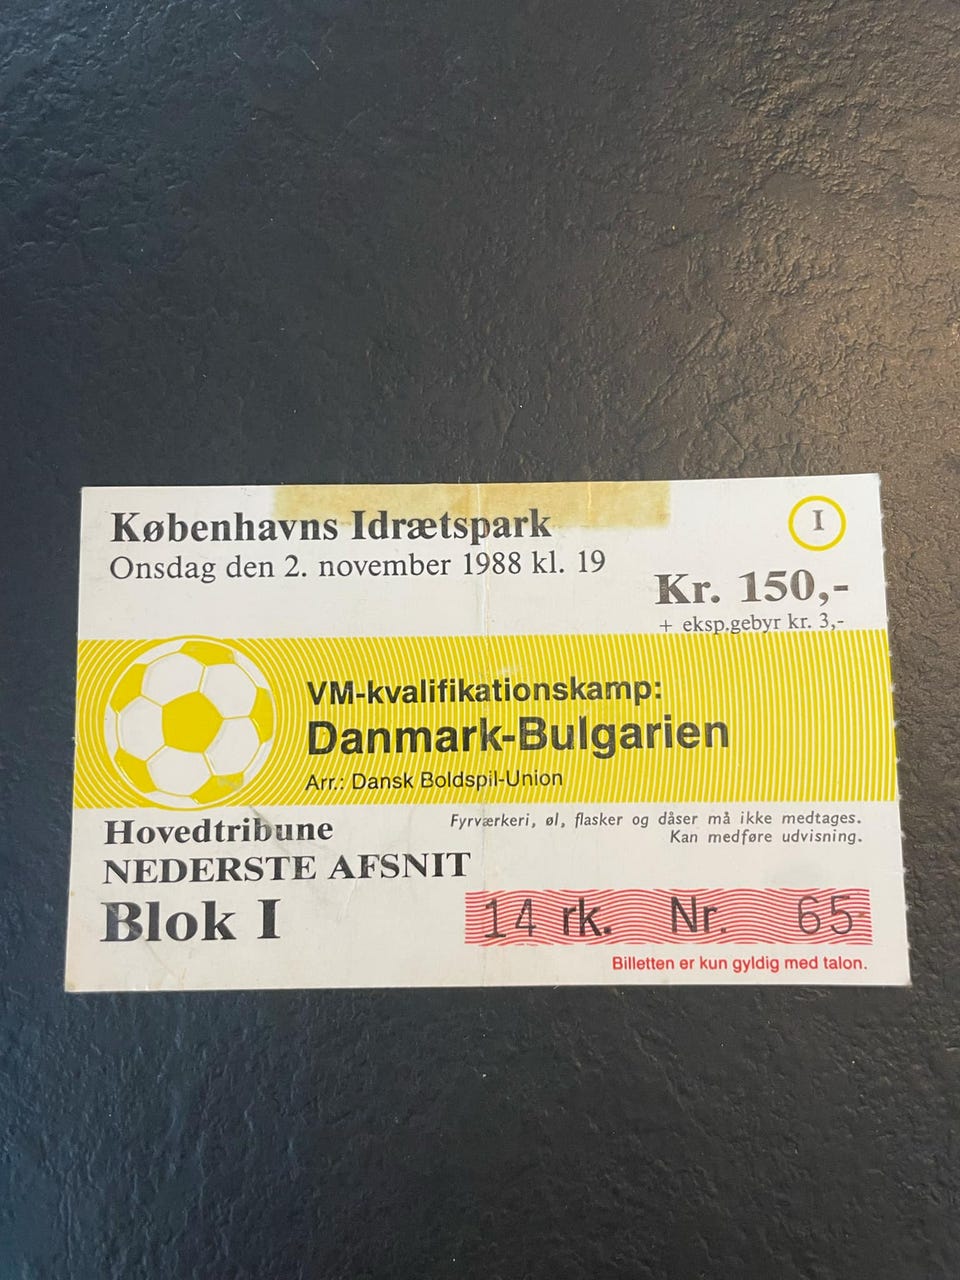 Københavns Idrætspark
Onsdag den 2. november 1988 kl. 19
I
Kr. 150,-
+ eksp.gebyr kr. 3,-
VM-kvalifikationskamp:
Danmark-Bulgarien
Arr.: Dansk Boldspil-Union
Fyrværkeri, øl, flasker og dåser må ikke medtages.
Kan medføre udvisning.
Hovedtribune
NEDERSTE AFSNIT
Blok I
14 rk. Nr. 65
Billetten er kun gyldig med talon.